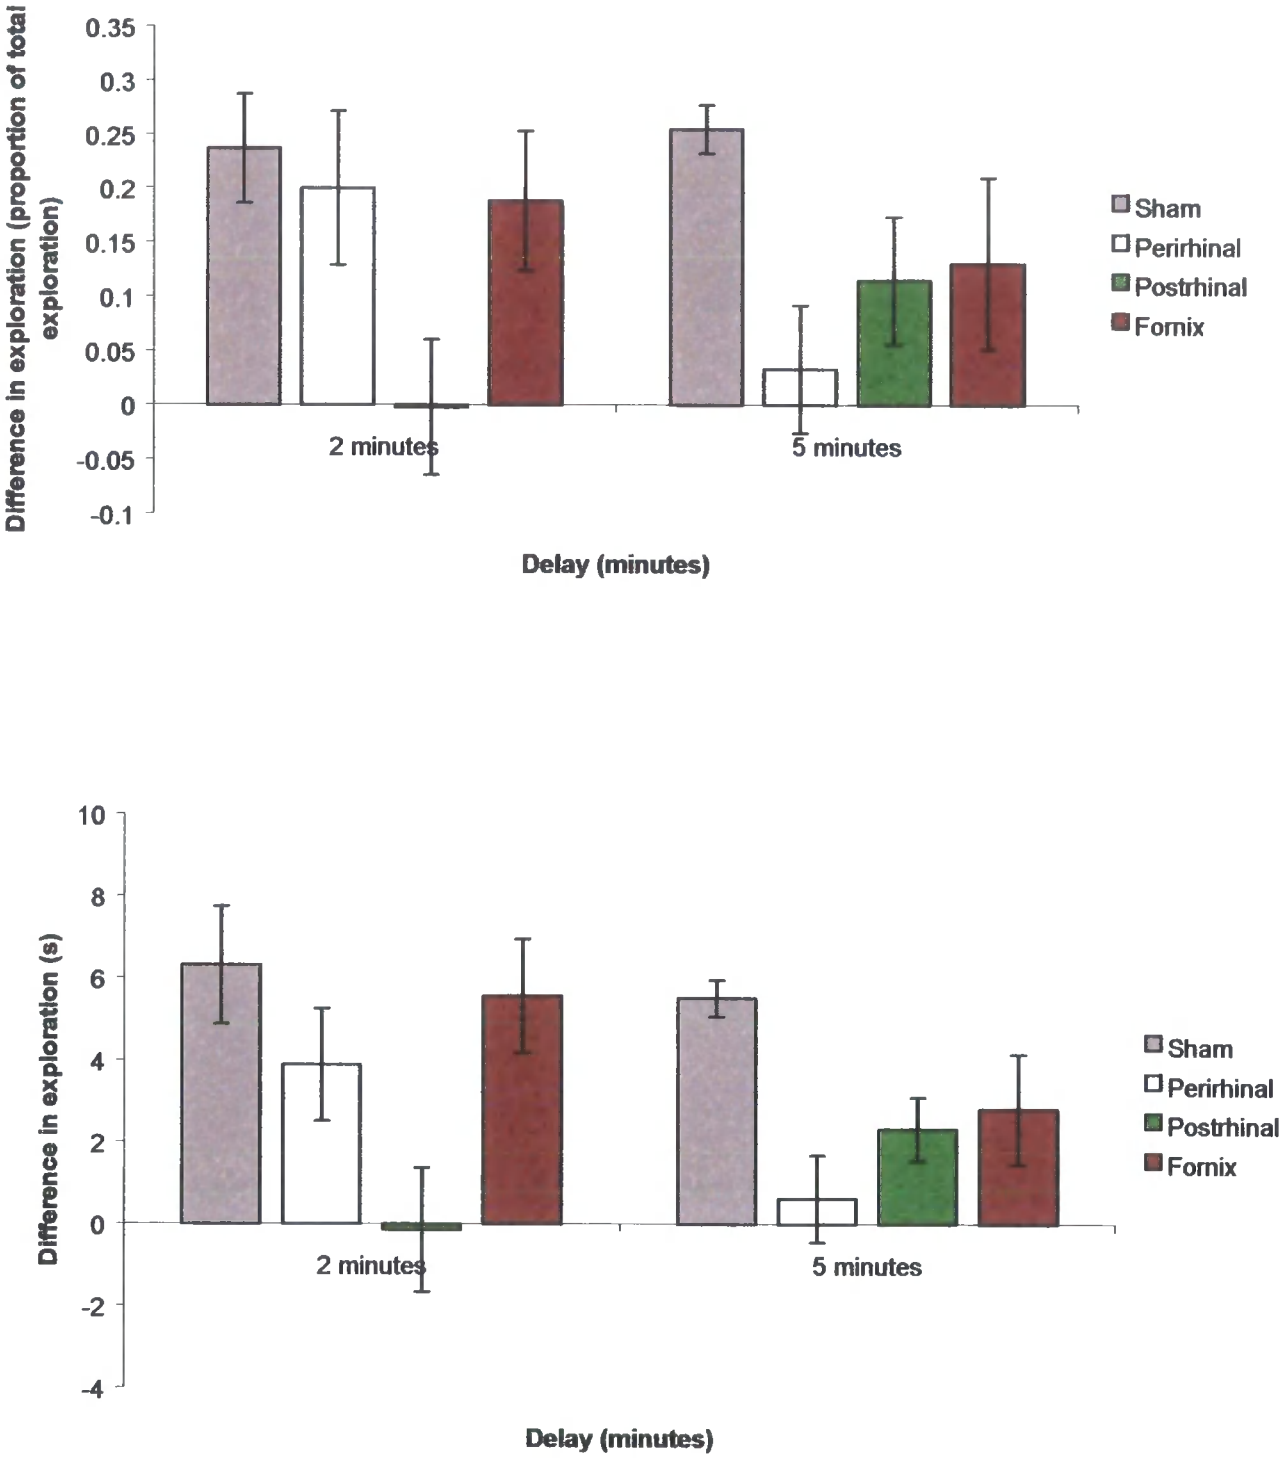 Difference in exploration (proportion of total
exploration)
0.35
0.3
0.25
0.2
0.15
0.1
0.05
0
-0.05
-0.1
2 minutes
5 minutes
Delay (minutes)
Sham
Perirhinal
Postrhinal
Fornix
Difference in exploration (s)
10
8
6
4
2
0
-2
-4
2 minutes
5 minutes
Delay (minutes)
Sham
Perirhinal
Postrhinal
Fornix